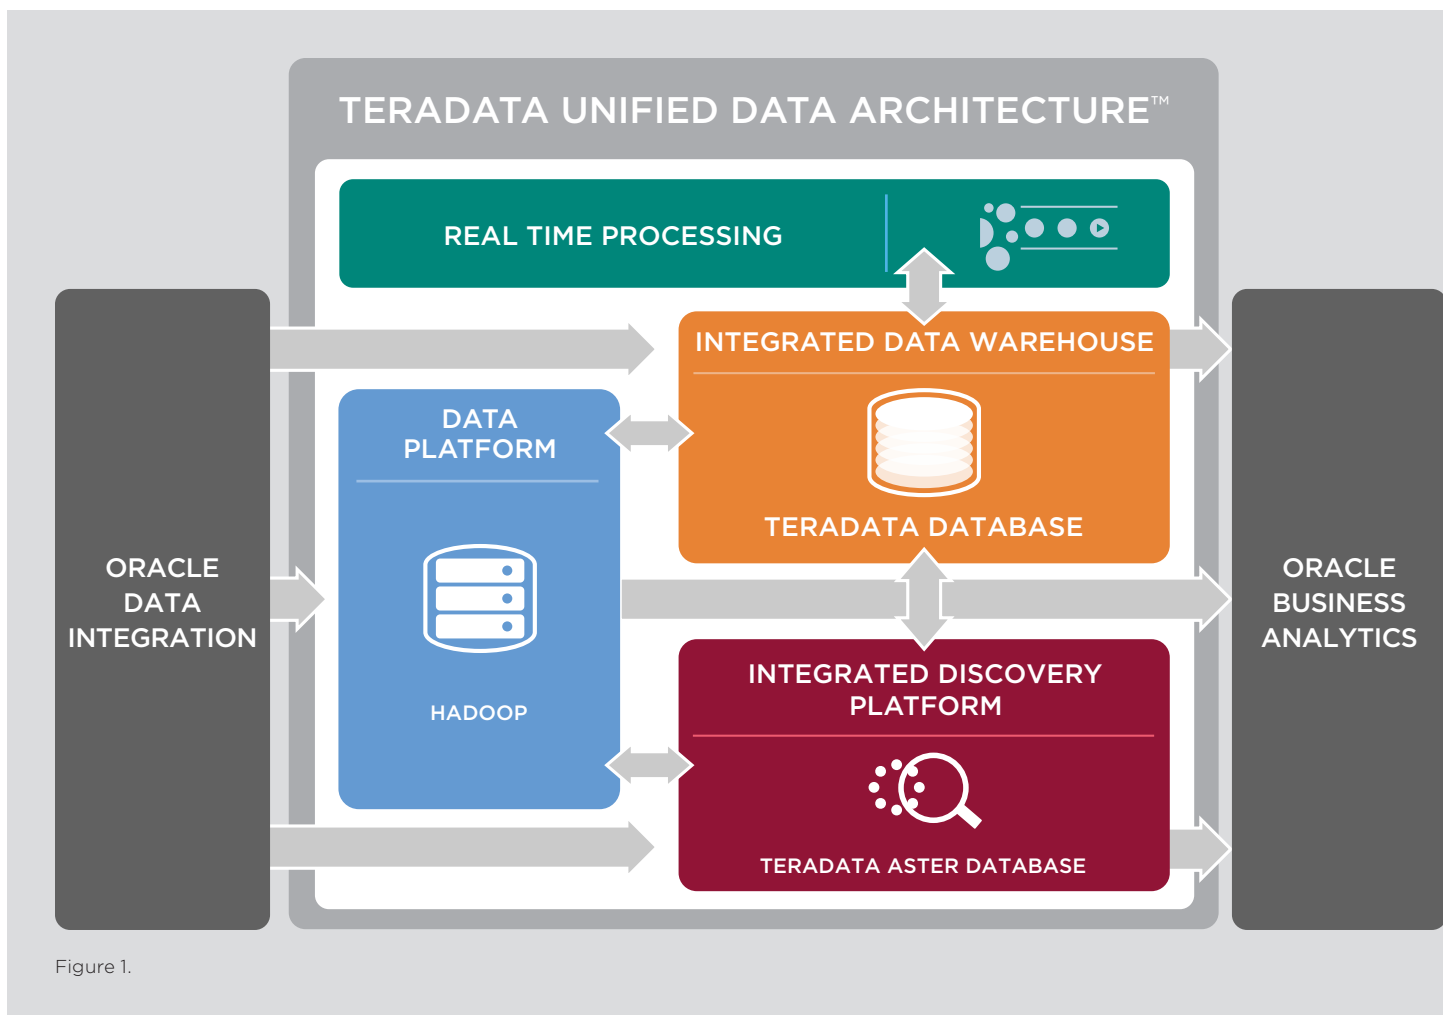 TERADATA UNIFIED DATA ARCHITECTURE™
REAL TIME PROCESSING
INTEGRATED DATA WAREHOUSE
TERADATA DATABASE
DATA
PLATFORM
HADOOP
ORACLE
DATA
INTEGRATION
ORACLE
BUSINESS
ANALYTICS
INTEGRATED DISCOVERY
PLATFORM
TERADATA ASTER DATABASE
Figure 1.